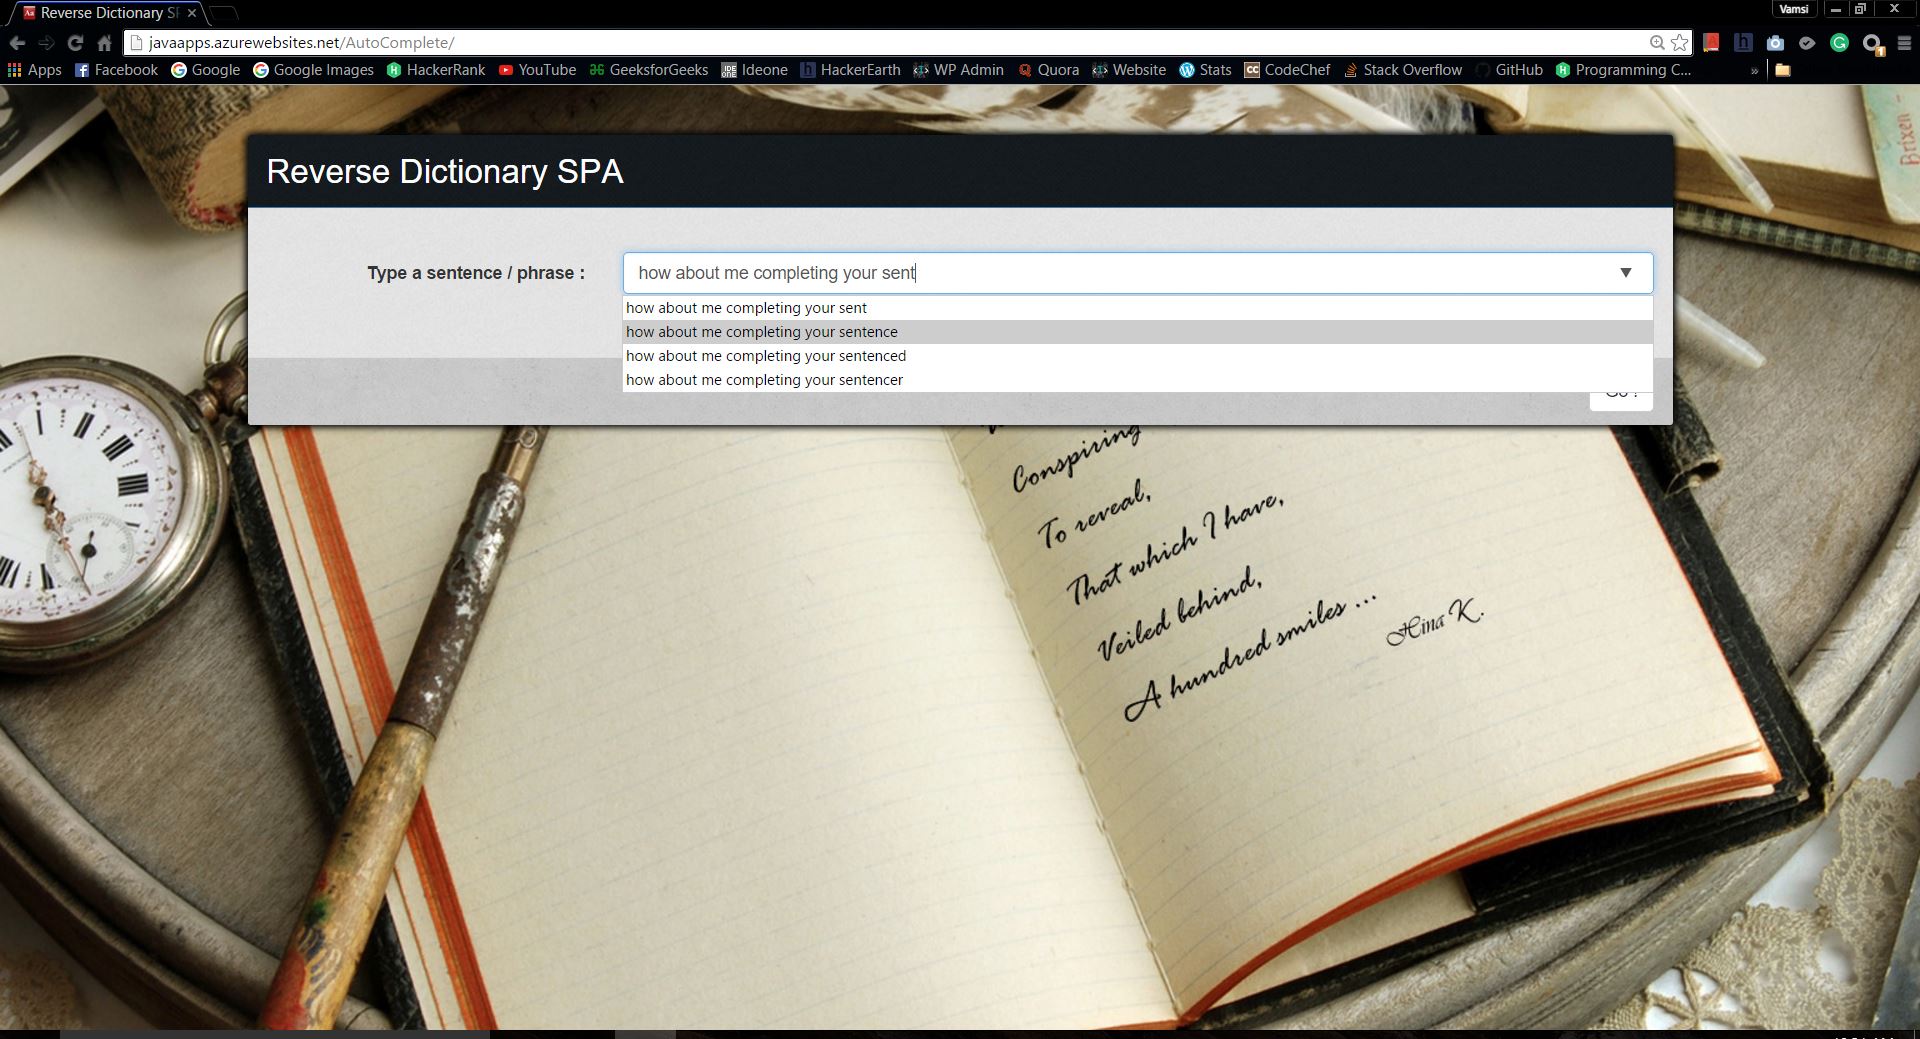 Reverse Dictionary SP
Vamsi
javaapps.azurewebsites.net/AutoComplete/
Apps Facebook Google Google Images HackerRank YouTube GeeksforGeeks Ideone HackerEarth WP Admin Quora Website Stats CodeChef Stack Overflow GitHub Programming C... »
Reverse Dictionary SPA
Type a sentence / phrase : how about me completing your sent
how about me completing your sent
how about me completing your sentence
how about me completing your sentenced
how about me completing your sentencer
Go !
Brixen
Conspiring
To reveal,
That which I have,
Veiled behind,
A hundred smiles ...
Hina K.